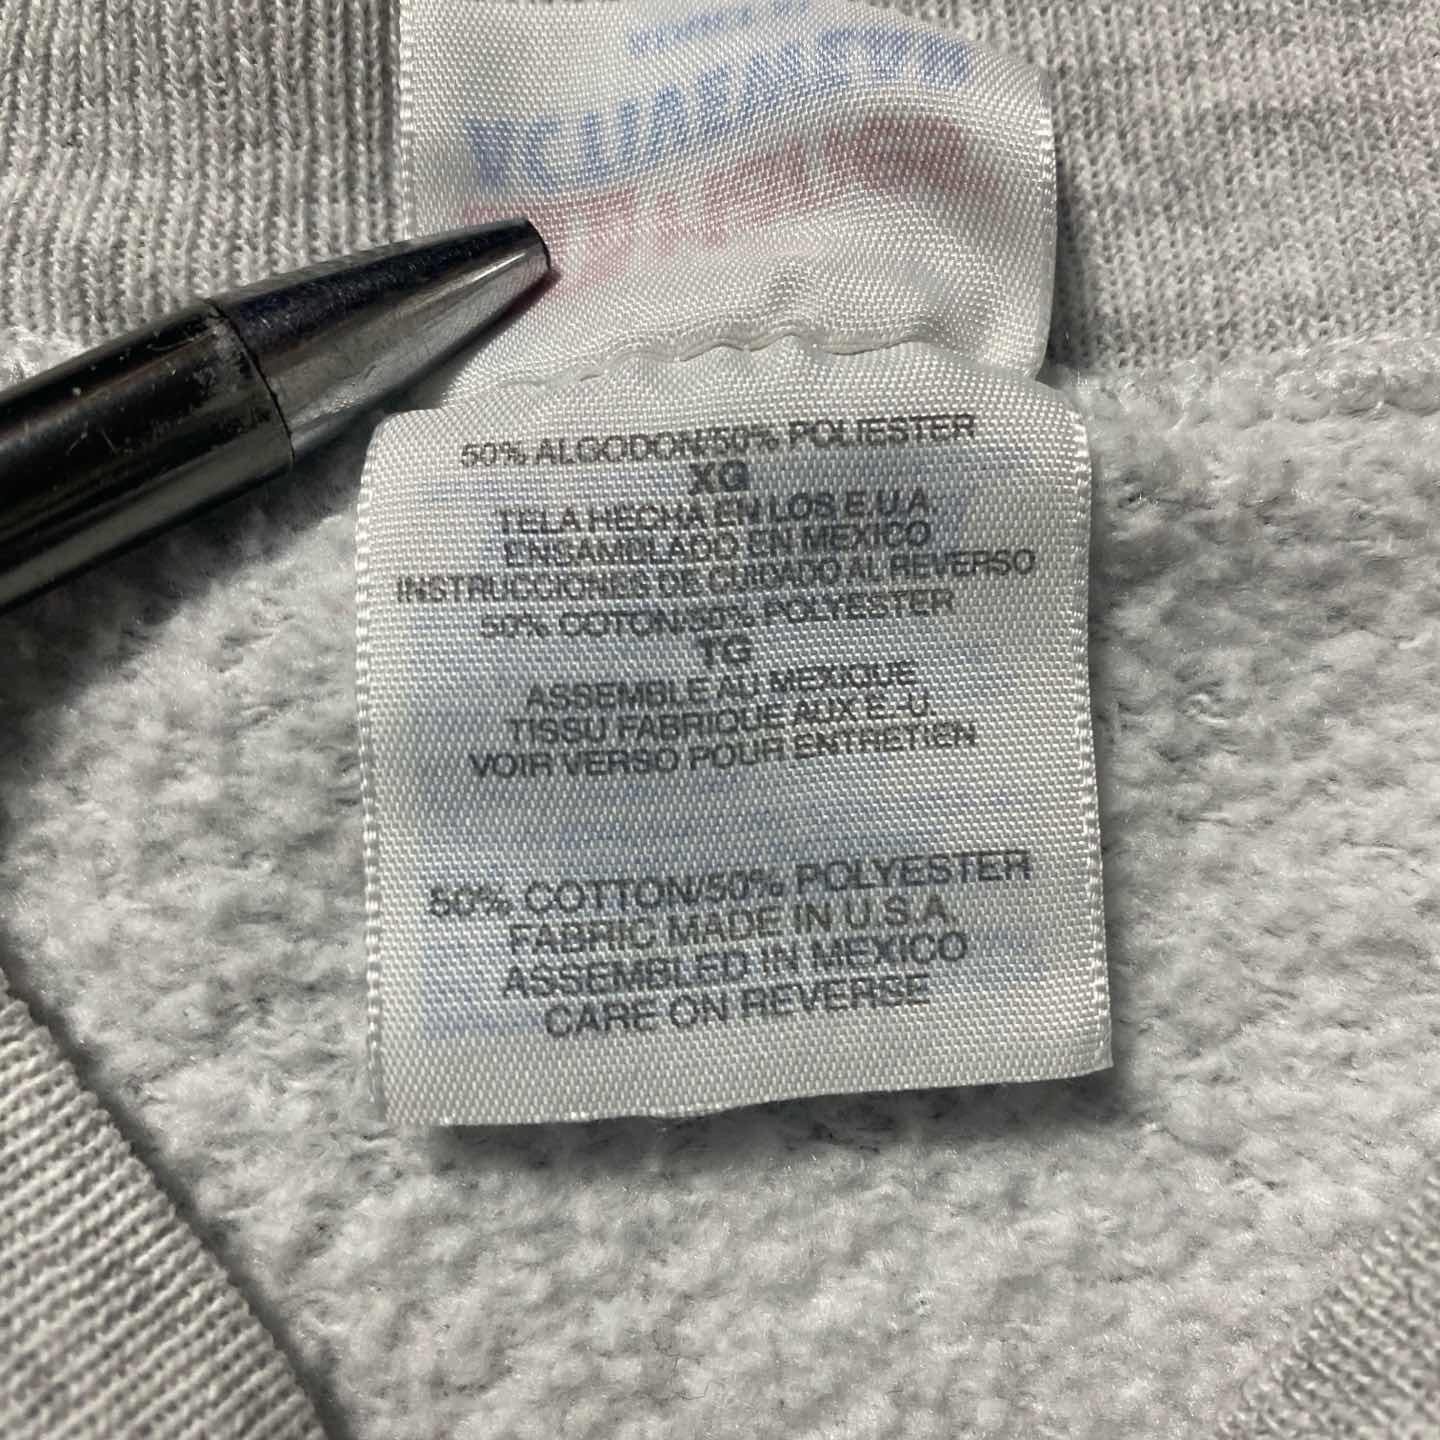 50% ALGODON/50% POLIESTER
XG
TELA HECHA EN LOS E.U.A.
ENSAMBLADO EN MEXICO
INSTRUCCIONES DE CUIDADO AL REVERSO
50% COTON/50% POLYESTER
TG
ASSEMBLE AU MEXIQUE
TISSU FABRIQUE AUX E.-U.
VOIR VERSO POUR ENTRETIEN
50% COTTON/50% POLYESTER
FABRIC MADE IN U.S.A.
ASSEMBLED IN MEXICO
CARE ON REVERSE